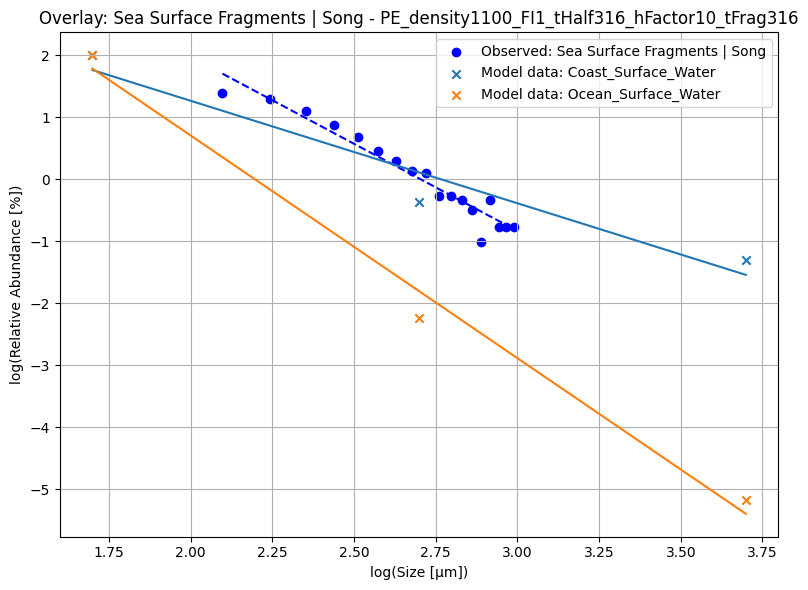 Overlay: Sea Surface Fragments | Song - PE_density1100_FI1_tHalf316_hFactor10_tFrag316
Observed: Sea Surface Fragments | Song
Model data: Coast_Surface_Water
Model data: Ocean_Surface_Water
log(Relative Abundance [%])
2
1
0
−1
−2
−3
−4
−5
1.75 2.00 2.25 2.50 2.75 3.00 3.25 3.50 3.75
log(Size [μm])